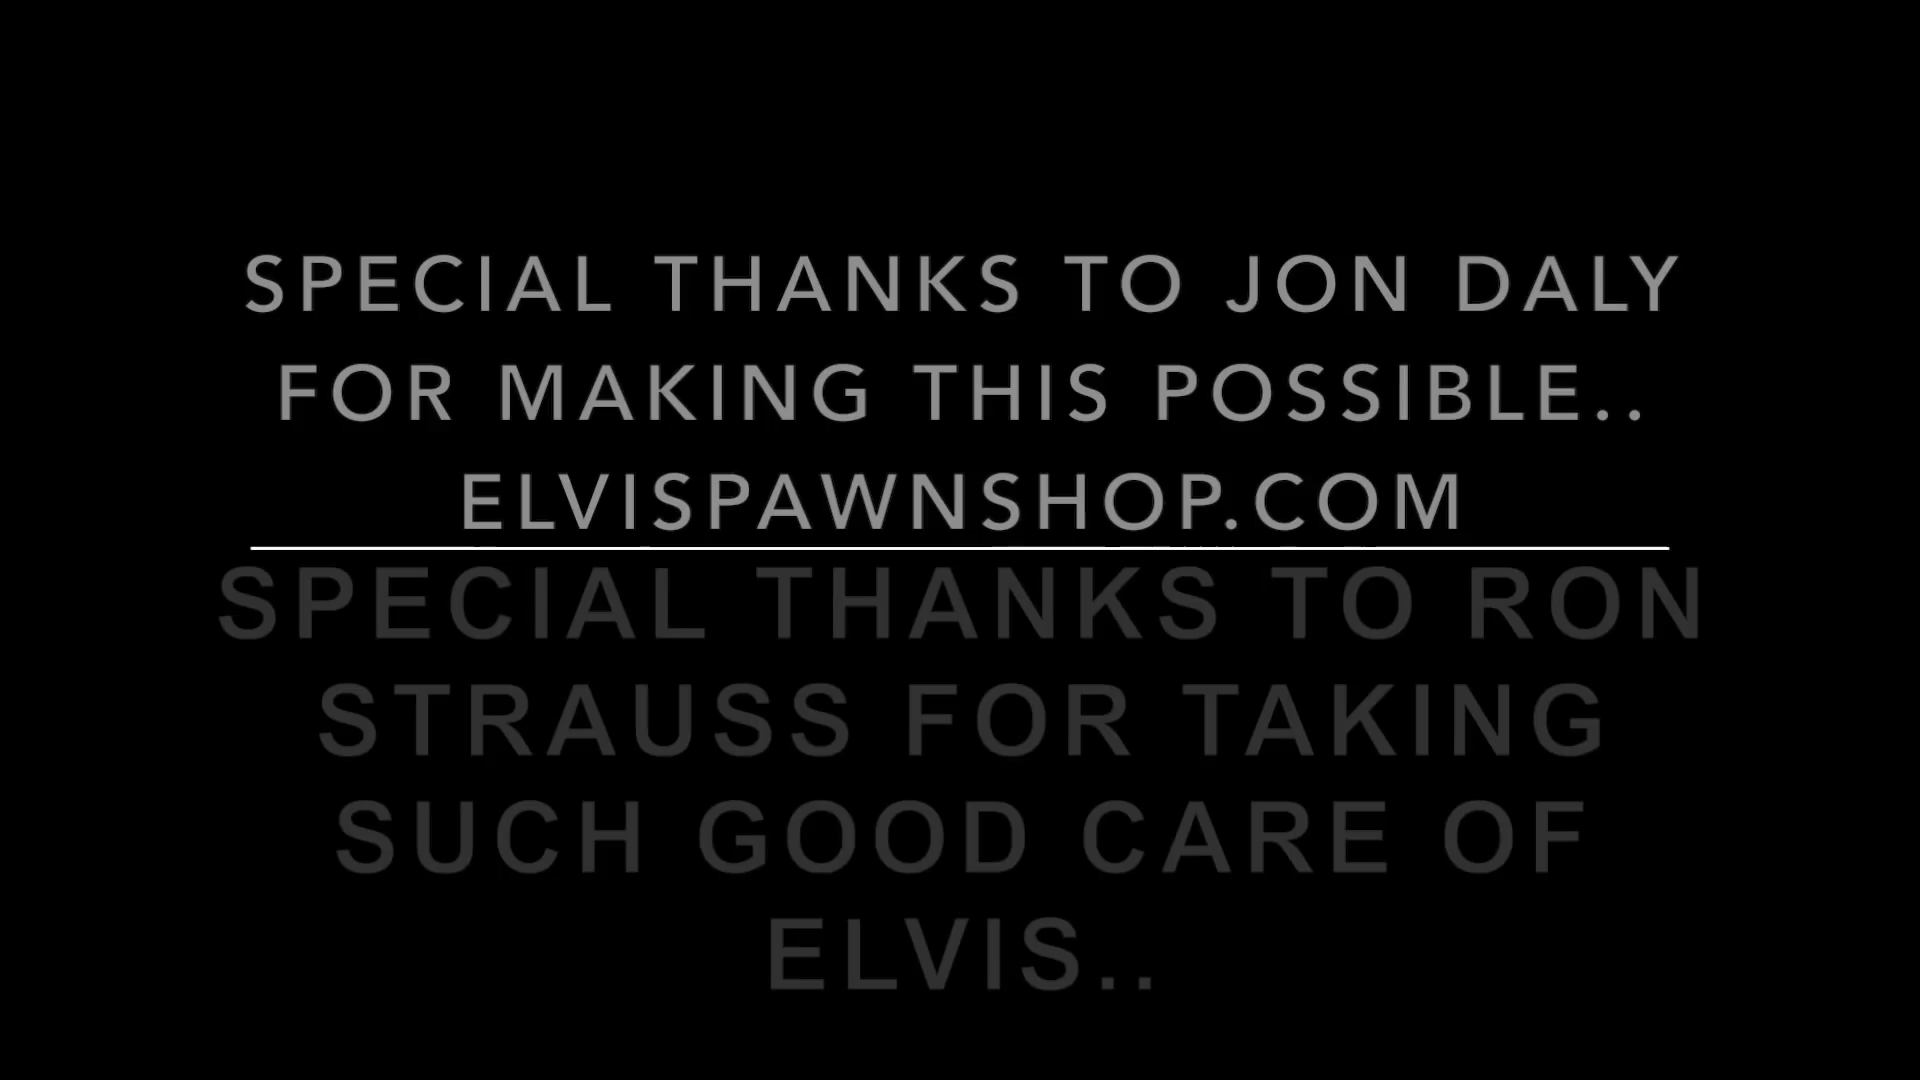 SPECIAL THANKS TO JON DALY
FOR MAKING THIS POSSIBLE..
ELVISPAWNSHOP.COM
SPECIAL THANKS TO RON
STRAUSS FOR TAKING
SUCH GOOD CARE OF
ELVIS..